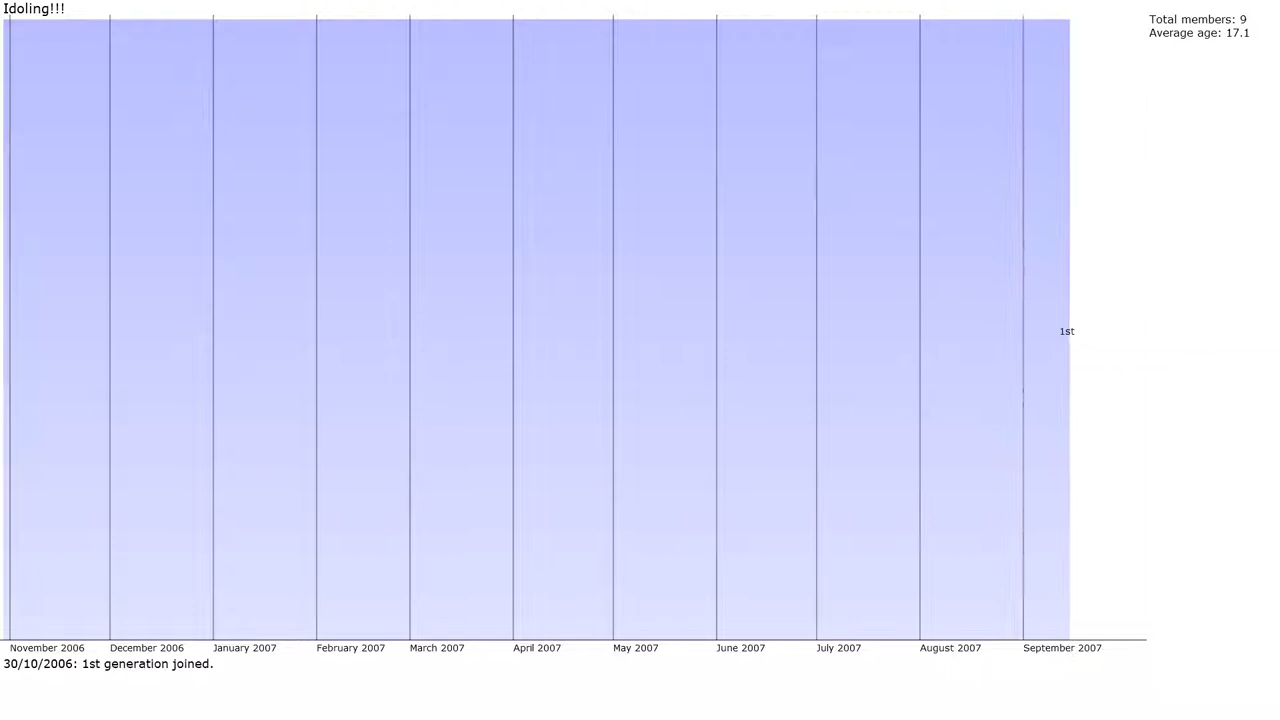 Idoling!!!
Total members: 9
Average age: 17.1
1st
November 2006 December 2006 January 2007 February 2007 March 2007 April 2007 May 2007 June 2007 July 2007 August 2007 September 2007
30/10/2006: 1st generation joined.